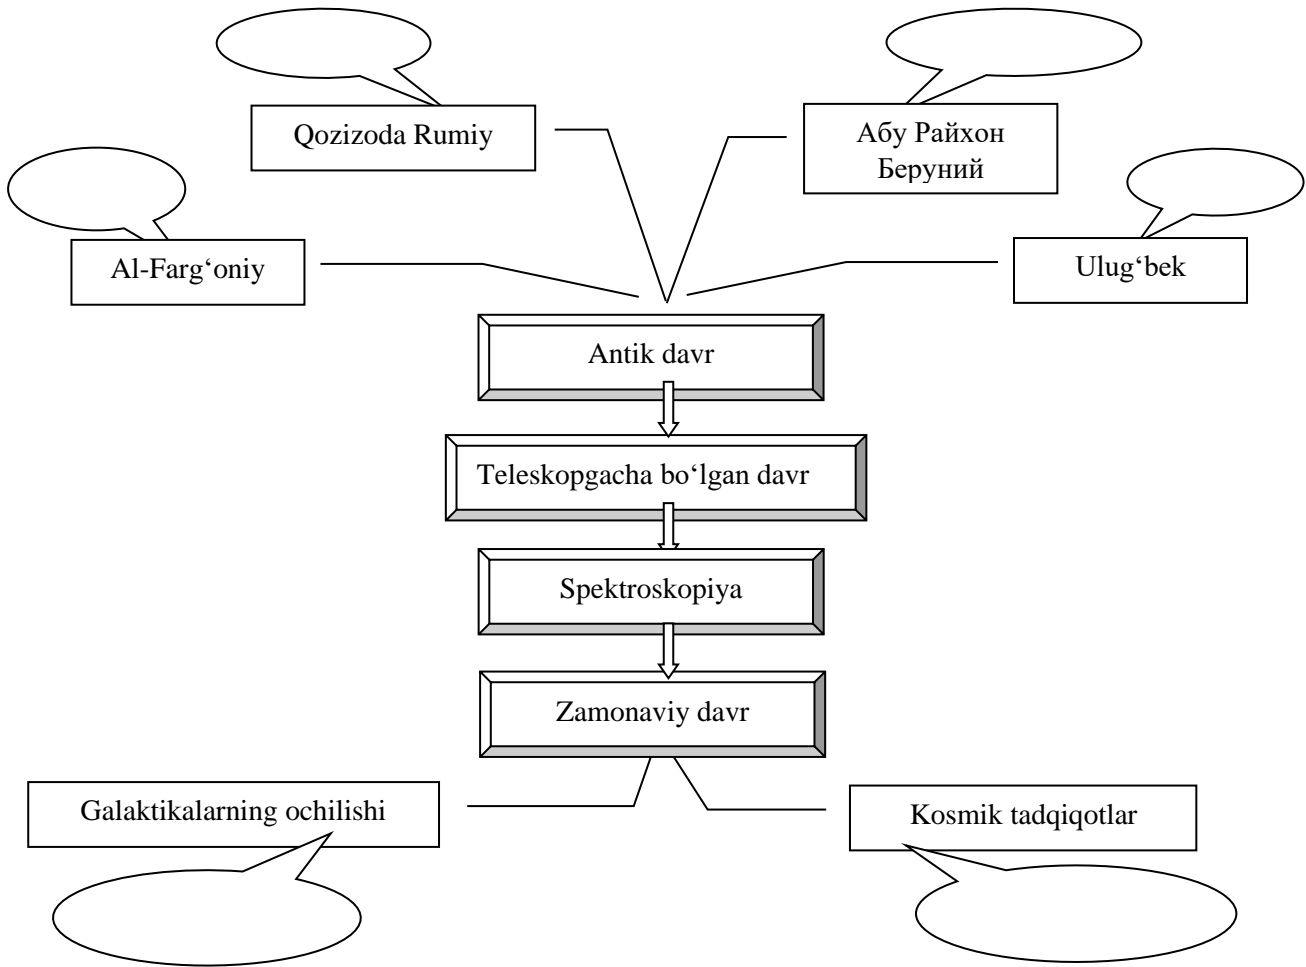 Qozizoda Rumiy
Абу Райхон
Беруний
Al-Farg‘oniy
Ulug‘bek
Antik davr
Teleskopgacha bo‘lgan davr
Spektroskopiya
Zamonaviy davr
Galaktikalarning ochilishi
Kosmik tadqiqotlar